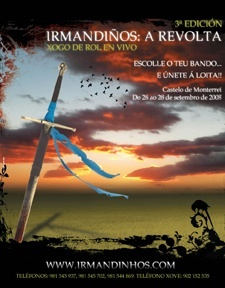 3ª EDICIÓN
IRMANDIÑOS: A REVOLTA
XOGO DE ROL EN VIVO
ESCOLLE O TEU BANDO...
E ÚNETE Á LOITA!!
Castelo de Monterrei
Do 26 ao 28 de setembro de 2008
WWW.IRMANDINHOS.COM
TELÉFONOS: 981 543 937, 981 545 702, 981 544 869. TELÉFONO XOVE: 902 152 535